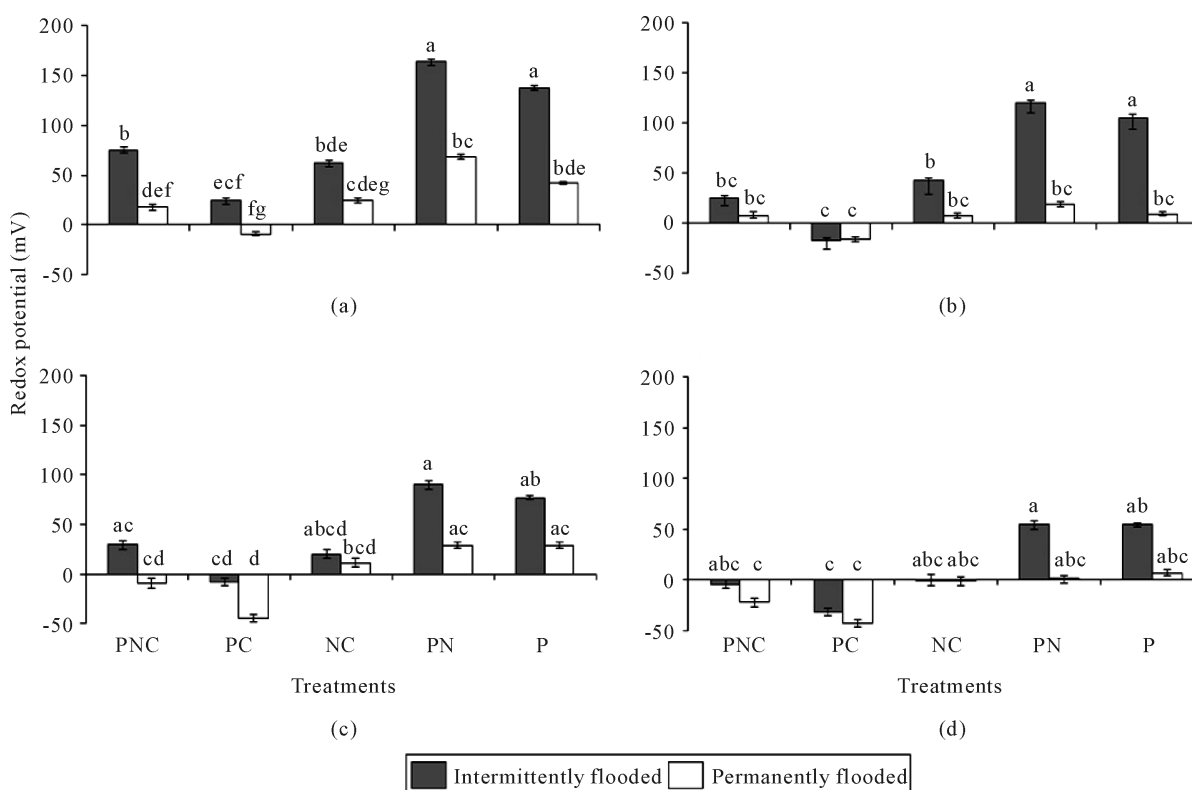 Redox potential (mV)
200
150
100
50
0
-50
b
def
ecf
fg
bde
cdeg
a
bc
a
bde
(a)
200
150
100
50
0
-50
bc
bc
c
c
b
bc
a
bc
a
bc
(b)
200
150
100
50
0
-50
ac
cd
cd
d
abcd
bcd
a
ac
ab
ac
PNC PC NC PN P
Treatments
(c)
200
150
100
50
0
-50
abc
c
c
c
abc
abc
a
abc
ab
abc
PNC PC NC PN P
Treatments
(d)
Intermittently flooded Permanently flooded